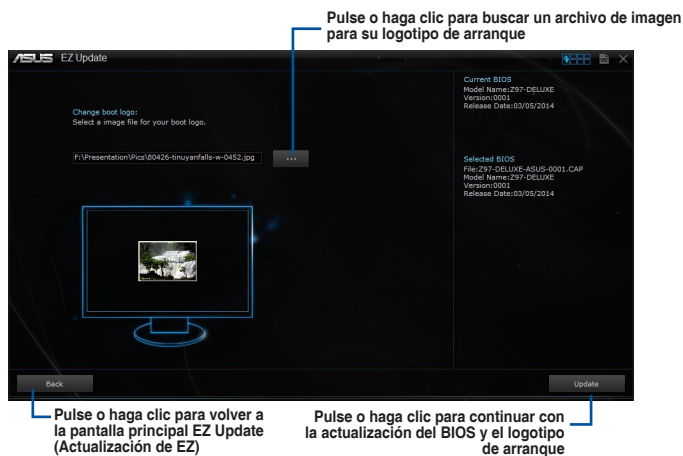 Pulse o haga clic para buscar un archivo de imagen
para su logotipo de arranque
ASUS EZ Update
Current BIOS
Model Name:Z97-DELUXE
Version:0001
Release Date:03/05/2014
Change boot logo:
Select a image file for your boot logo.
F:\Presentation\Pics\80426-tinuyanfalls-w-0452.jpg
...
Selected BIOS
File:Z97-DELUXE-ASUS-0001.CAP
Model Name:Z97-DELUXE
Version:0001
Release Date:03/05/2014
Back
Update
Pulse o haga clic para volver a
la pantalla principal EZ Update
(Actualización de EZ)
Pulse o haga clic para continuar con
la actualización del BIOS y el logotipo
de arranque